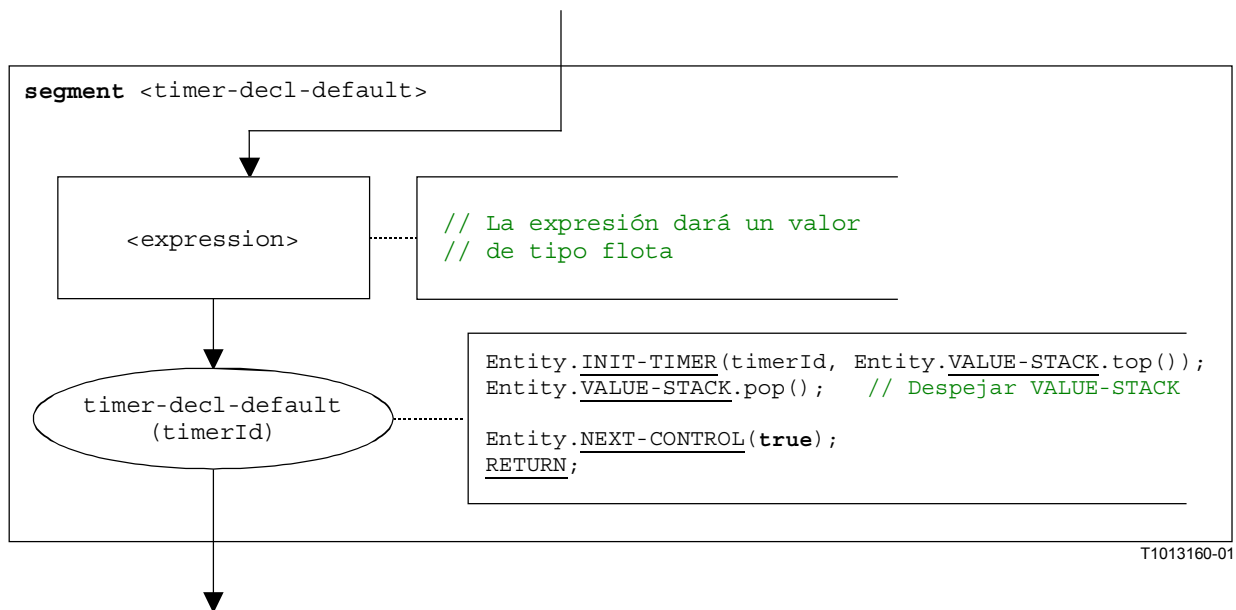 segment <timer-decl-default>
<expression>
// La expresión dará un valor
// de tipo flota
timer-decl-default
(timerId)
Entity.INIT-TIMER(timerId, Entity.VALUE-STACK.top());
Entity.VALUE-STACK.pop(); // Despejar VALUE-STACK
Entity.NEXT-CONTROL(true);
RETURN;
T1013160-01